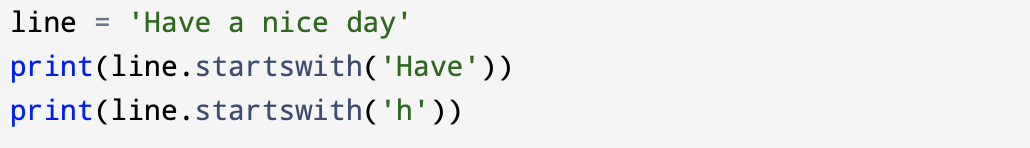 line = 'Have a nice day'
print(line.startswith('Have'))
print(line.startswith('h'))